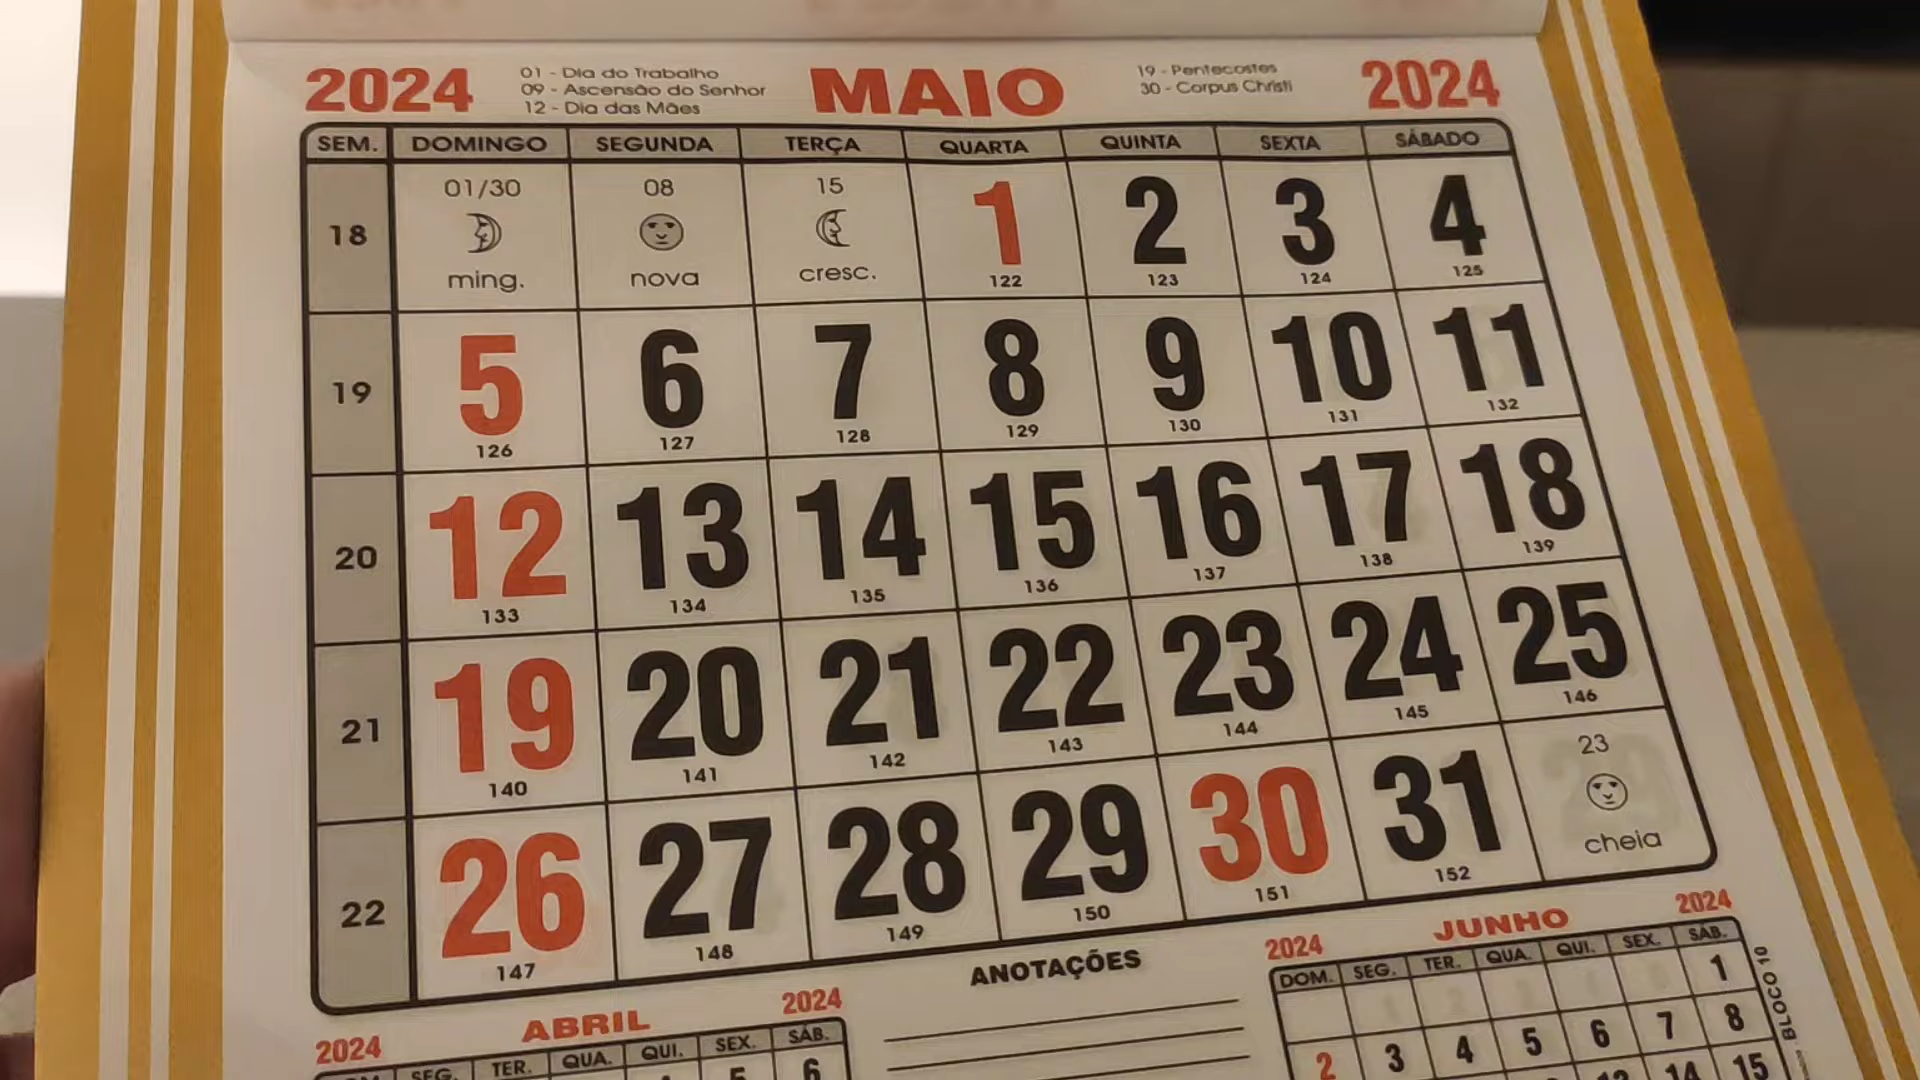 2024 01 - Dia do Trabalho MAIO 19 - Pentecostes 2024
09 - Ascensão do Senhor 30 - Corpus Christi
12 - Dia das Mães
SEM. DOMINGO SEGUNDA TERÇA QUARTA QUINTA SEXTA SÁBADO
18 01/30 08 15 1 2 3 4
ming. nova cresc. 122 123 124 125
19 5 6 7 8 9 10 11
126 127 128 129 130 131 132
20 12 13 14 15 16 17 18
133 134 135 136 137 138 139
21 19 20 21 22 23 24 25
140 141 142 143 144 145 146
22 26 27 28 29 30 31 23
147 148 149 150 151 152 cheia
2024 ABRIL 2024
SEG. TER. QUA. QUI. SEX. SÁB.
5 6
ANOTAÇÕES
2024 JUNHO 2024
DOM. SEG. TER. QUA. QUI. SEX. SÁB.
1
2 3 4 5 6 7 8
14 15
BLOCO 10